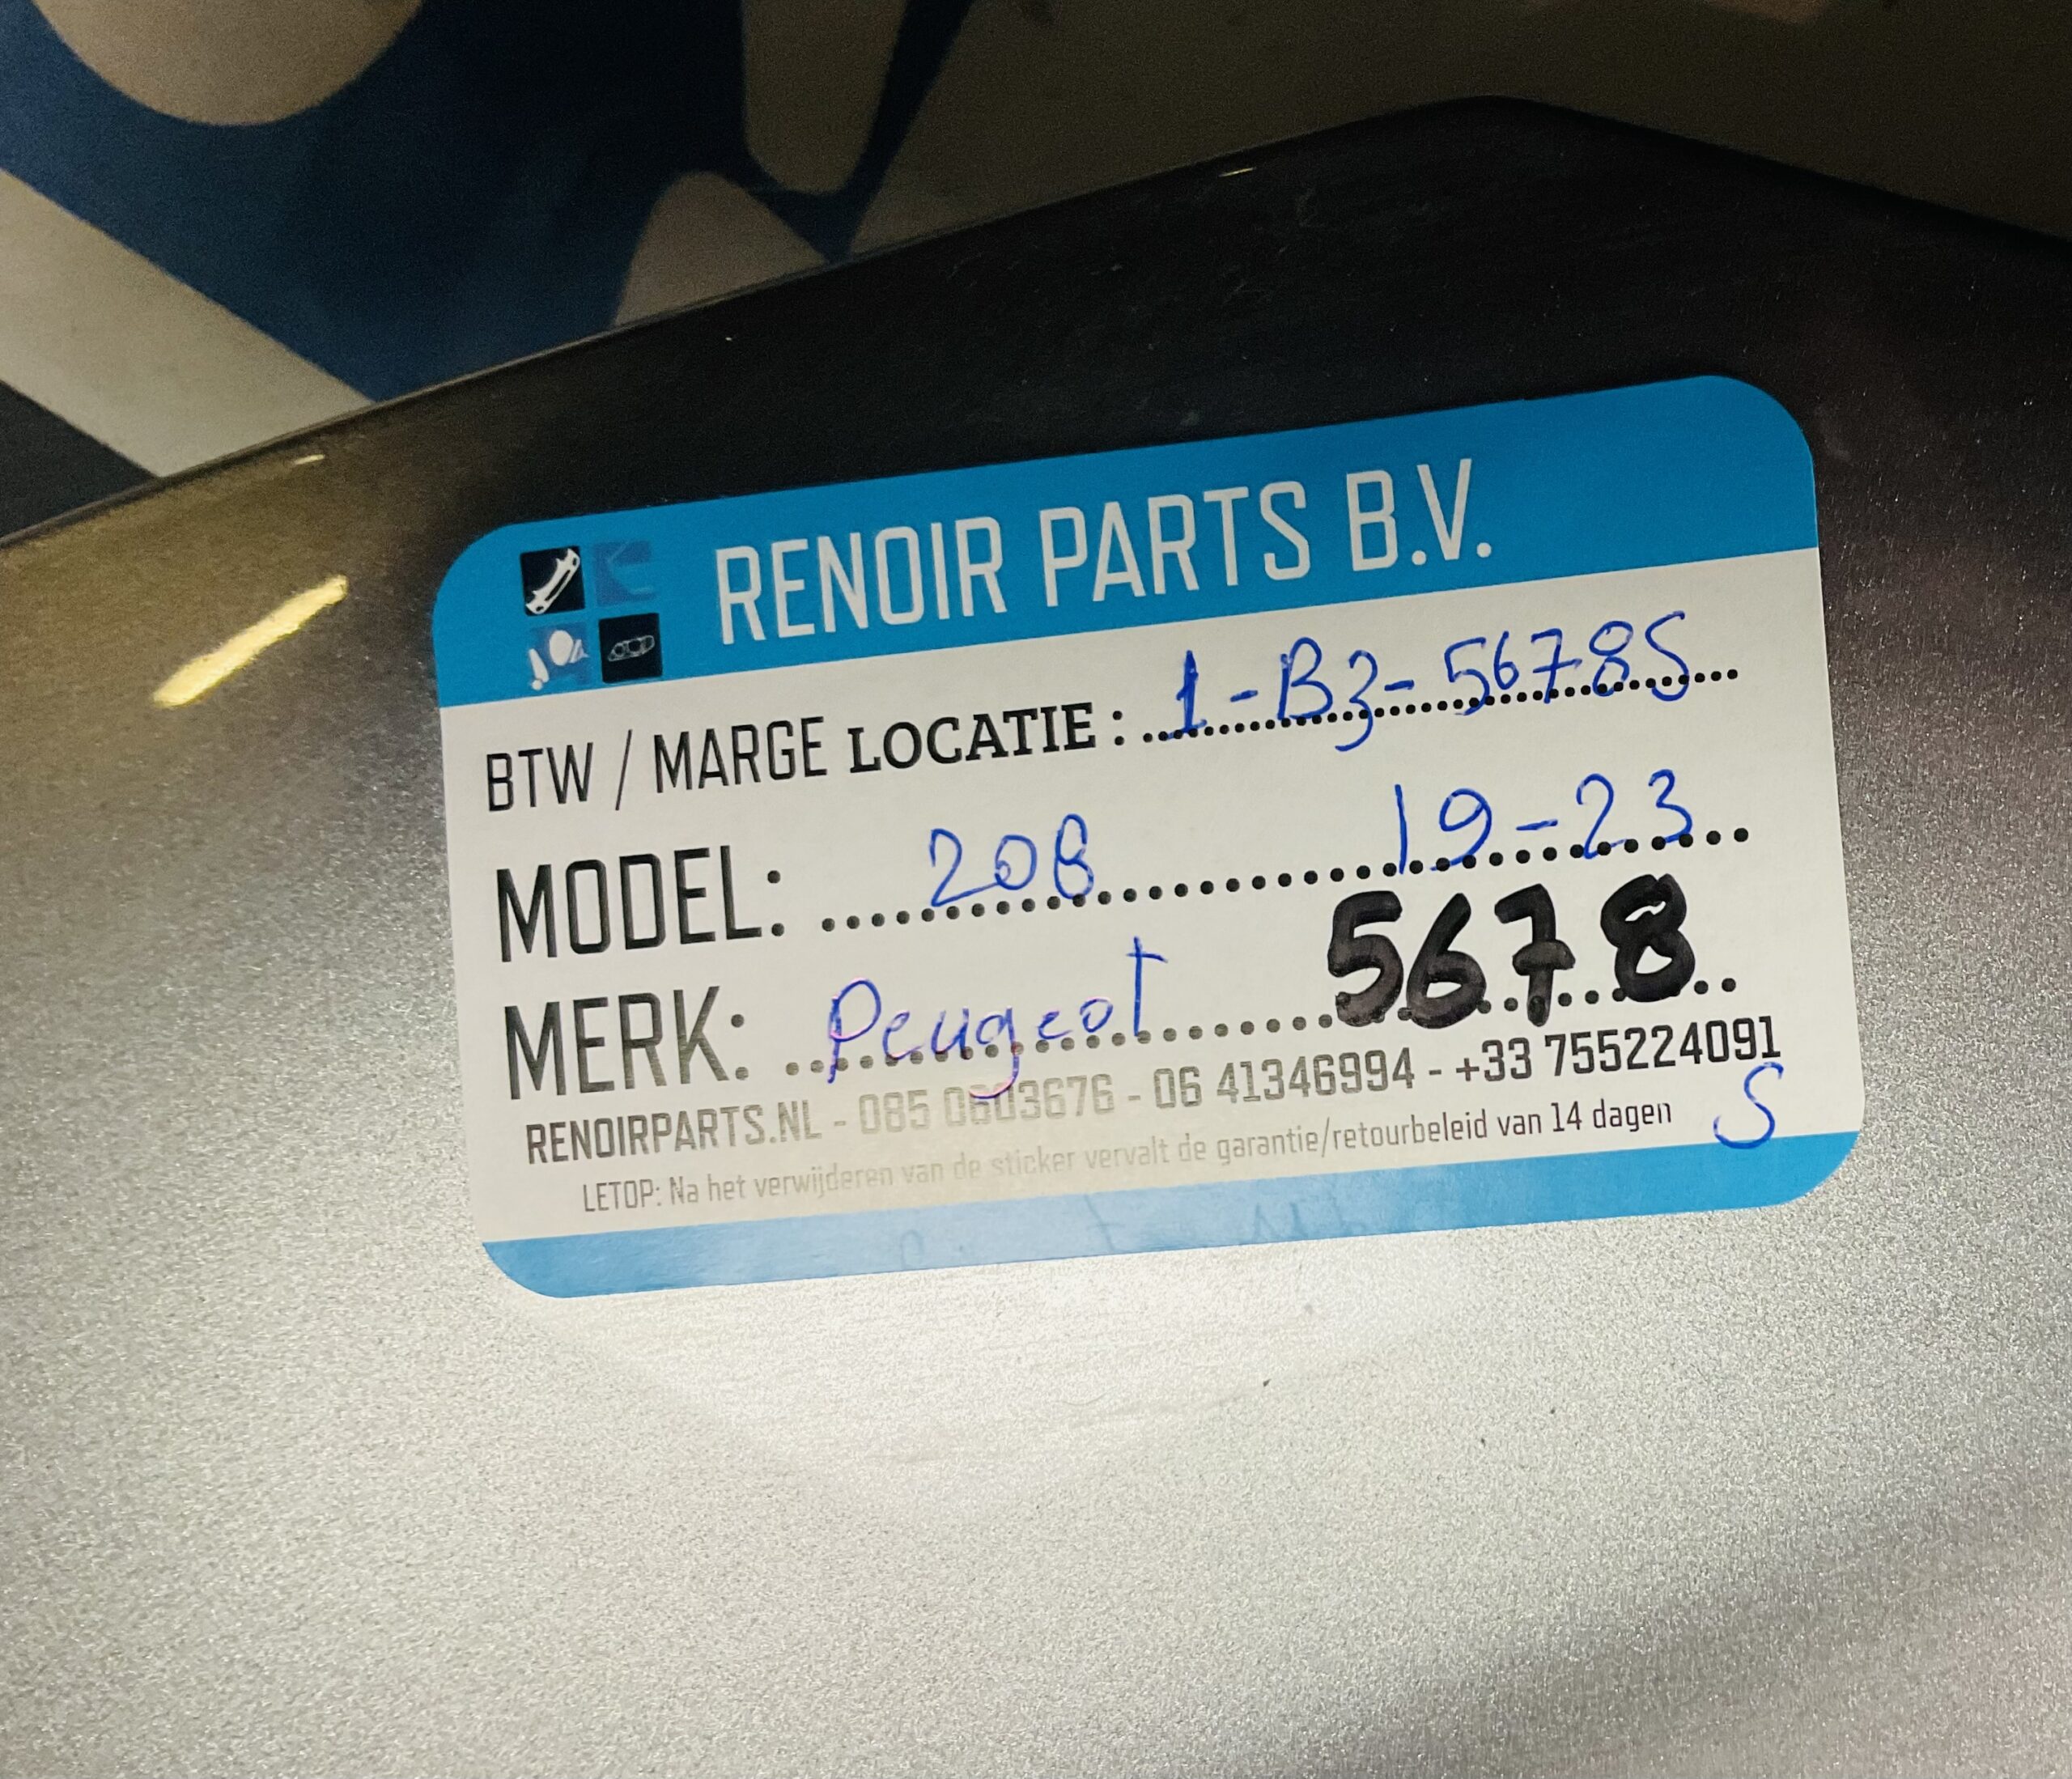 RENOIR PARTS B.V.
BTW / MARGE LOCATIE : 1-B3-5678S
MODEL: 208 19-23
MERK: Peugeot 5678
RENOIRPARTS.NL - 085 0603676 - 06 41346994 - +33 755224091
LETOP: Na het verwijderen van de sticker vervalt de garantie/retourbeleid van 14 dagen S